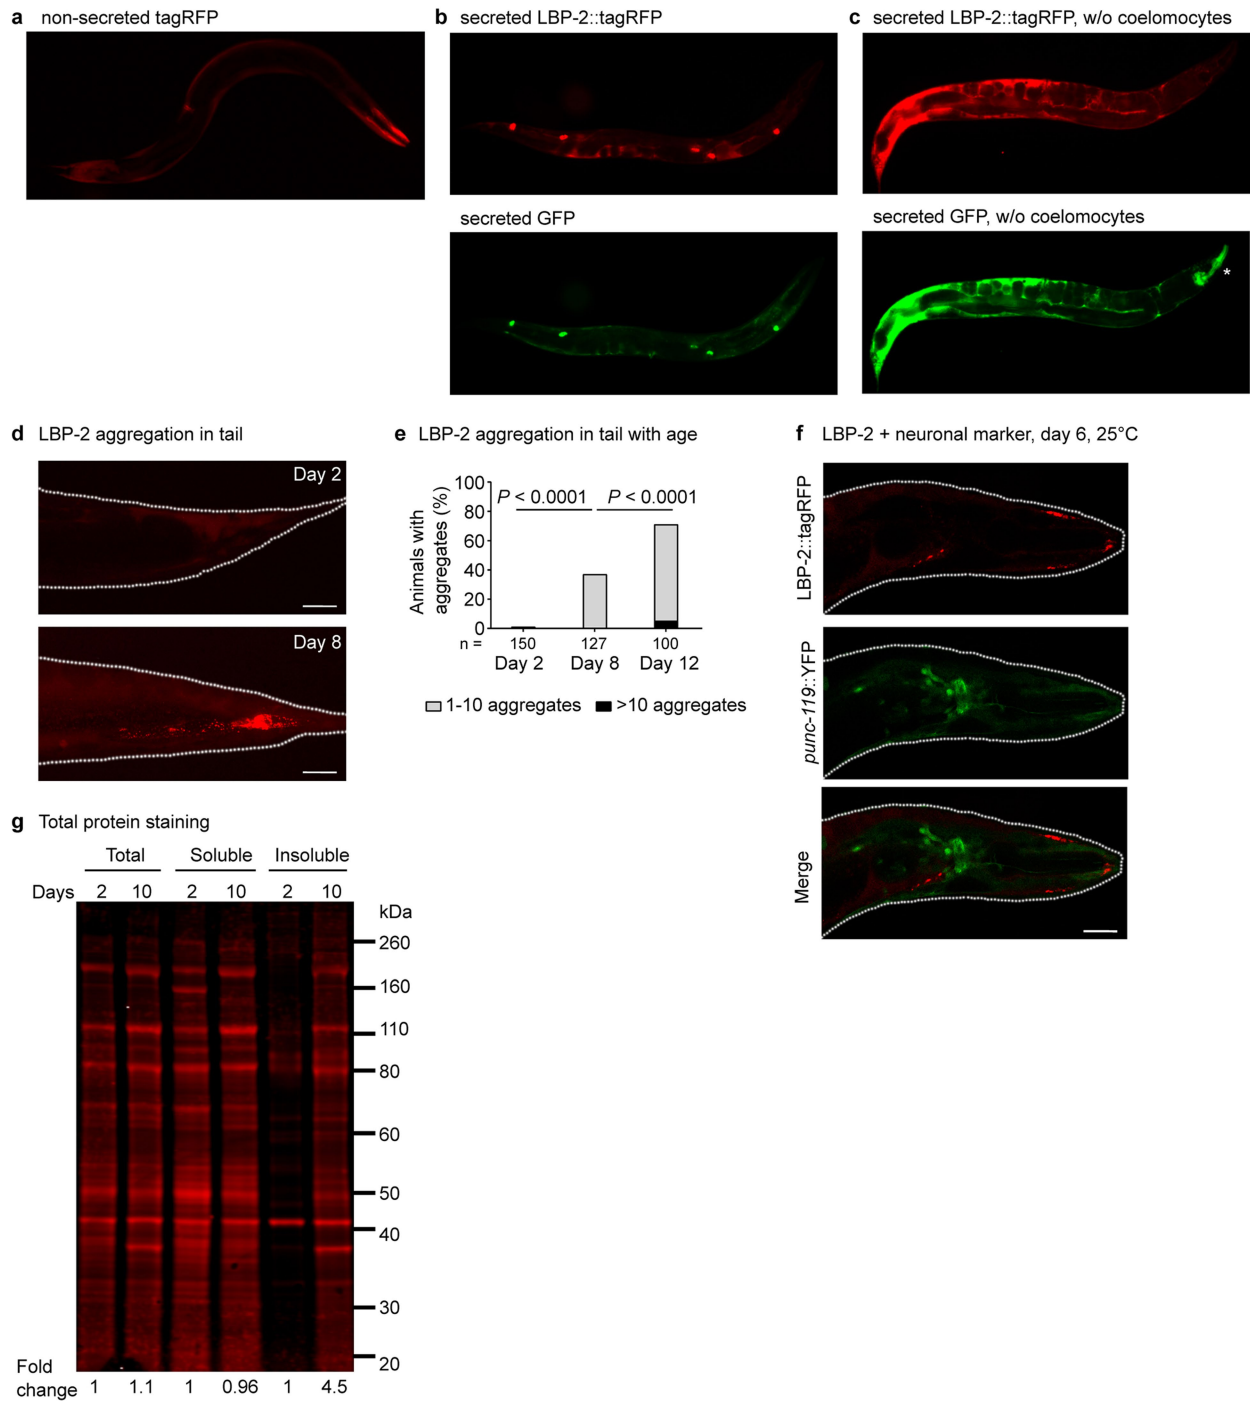 a non-secreted tagRFP
b secreted LBP-2::tagRFP
secreted GFP
c secreted LBP-2::tagRFP, w/o coelomocytes
secreted GFP, w/o coelomocytes
*
d LBP-2 aggregation in tail
Day 2
Day 8
e LBP-2 aggregation in tail with age
P < 0.0001 P < 0.0001
Animals with
aggregates (%)
100
80
60
40
20
0
n = 150 127 100
Day 2 Day 8 Day 12
1-10 aggregates >10 aggregates
f LBP-2 + neuronal marker, day 6, 25°C
LBP-2::tagRFP
punc-119::YFP
Merge
g Total protein staining
Total Soluble Insoluble
Days 2 10 2 10 2 10
kDa
260
160
110
80
60
50
40
30
20
Fold
change 1 1.1 1 0.96 1 4.5